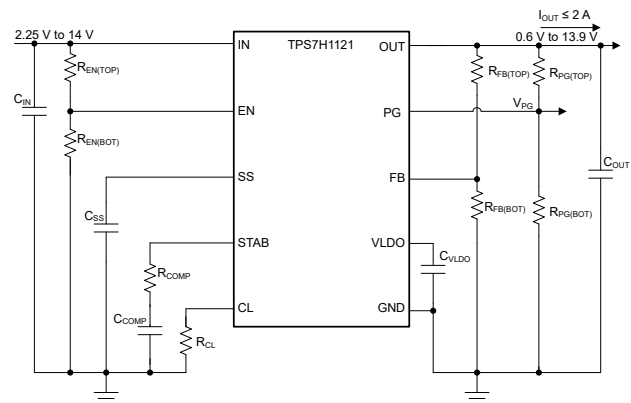 I_OUT ≤ 2 A
2.25 V to 14 V
0.6 V to 13.9 V
TPS7H1121
IN
OUT
R_EN(TOP)
R_FB(TOP)
R_PG(TOP)
C_IN
EN
PG
V_PG
R_EN(BOT)
SS
FB
C_OUT
C_SS
R_FB(BOT)
R_PG(BOT)
STAB
VLDO
R_COMP
C_VLDO
C_COMP
CL
GND
R_CL